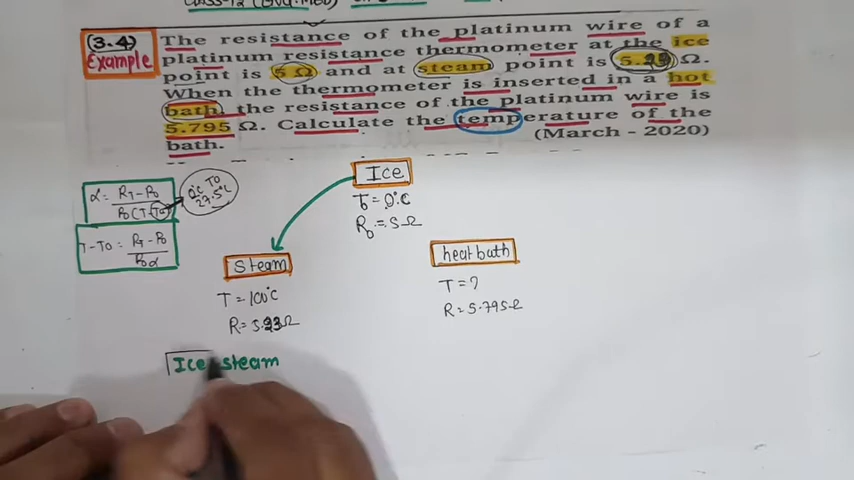 (3.4)
Example
The resistance of the platinum wire of a
platinum resistance thermometer at the ice
point is 5 Ω and at steam point is
When the thermometer is inserted in a hot
bath, the resistance of the platinum wire is
5.795 Ω. Calculate the temperature of the
bath. (March - 2020)
Ice
T₀ = 0°C
R₀ = 5Ω
α = RT - R₀ / R₀(T - T₀)
0°C TO
27.5°C
T - T0 = RT - R₀ / R₀α
Steam
T = 100°C
R = 5.23Ω
heat bath
T = ?
R = 5.795Ω
Ice steam